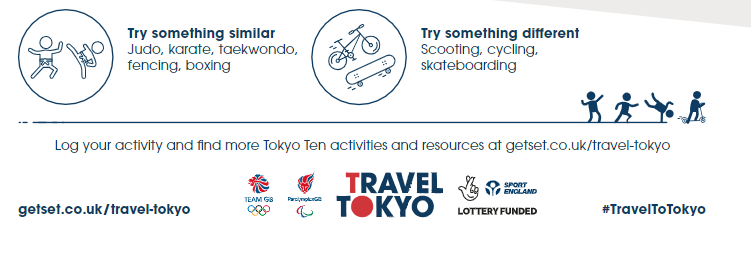 Try something similar
Judo, karate, taekwondo,
fencing, boxing
Try something different
Scooting, cycling,
skateboarding
Log your activity and find more Tokyo Ten activities and resources at getset.co.uk/travel-tokyo
getset.co.uk/travel-tokyo
TEAM GB
ParalympicsGB
TRAVEL
TOKYO
SPORT
ENGLAND
LOTTERY FUNDED
#TravelToTokyo